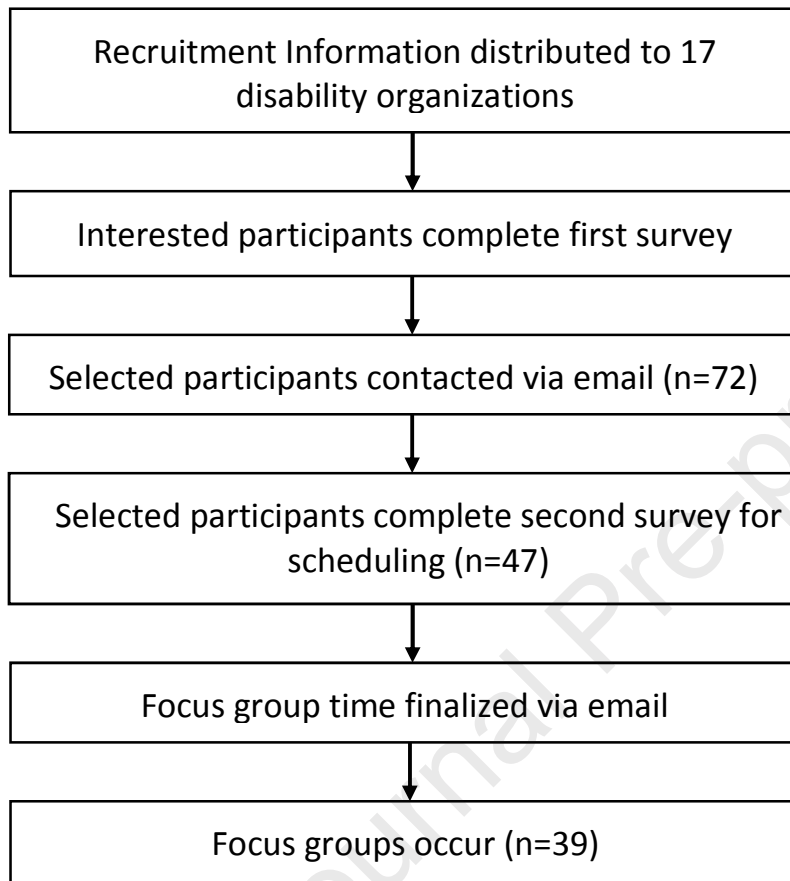 Recruitment Information distributed to 17
disability organizations
Interested participants complete first survey
Selected participants contacted via email (n=72)
Selected participants complete second survey for
scheduling (n=47)
Focus group time finalized via email
Focus groups occur (n=39)